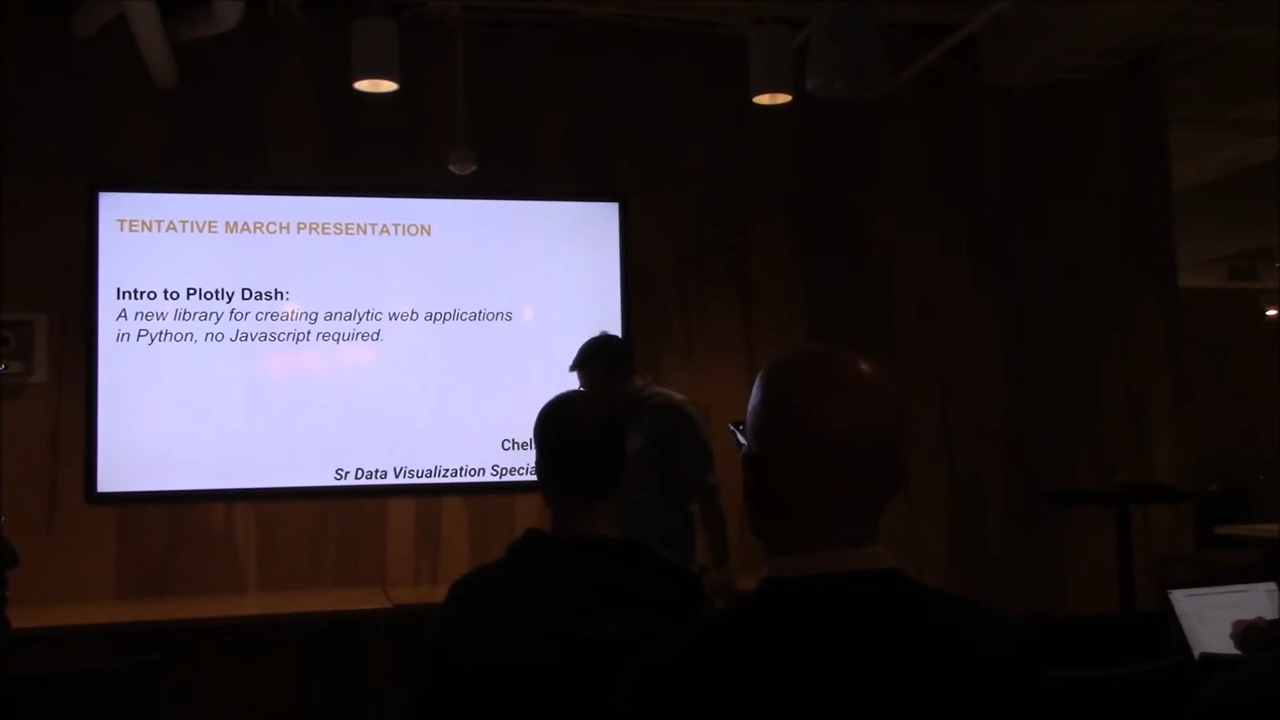 TENTATIVE MARCH PRESENTATION
Intro to Plotly Dash:
A new library for creating analytic web applications
in Python, no Javascript required.
Sr Data Visualization